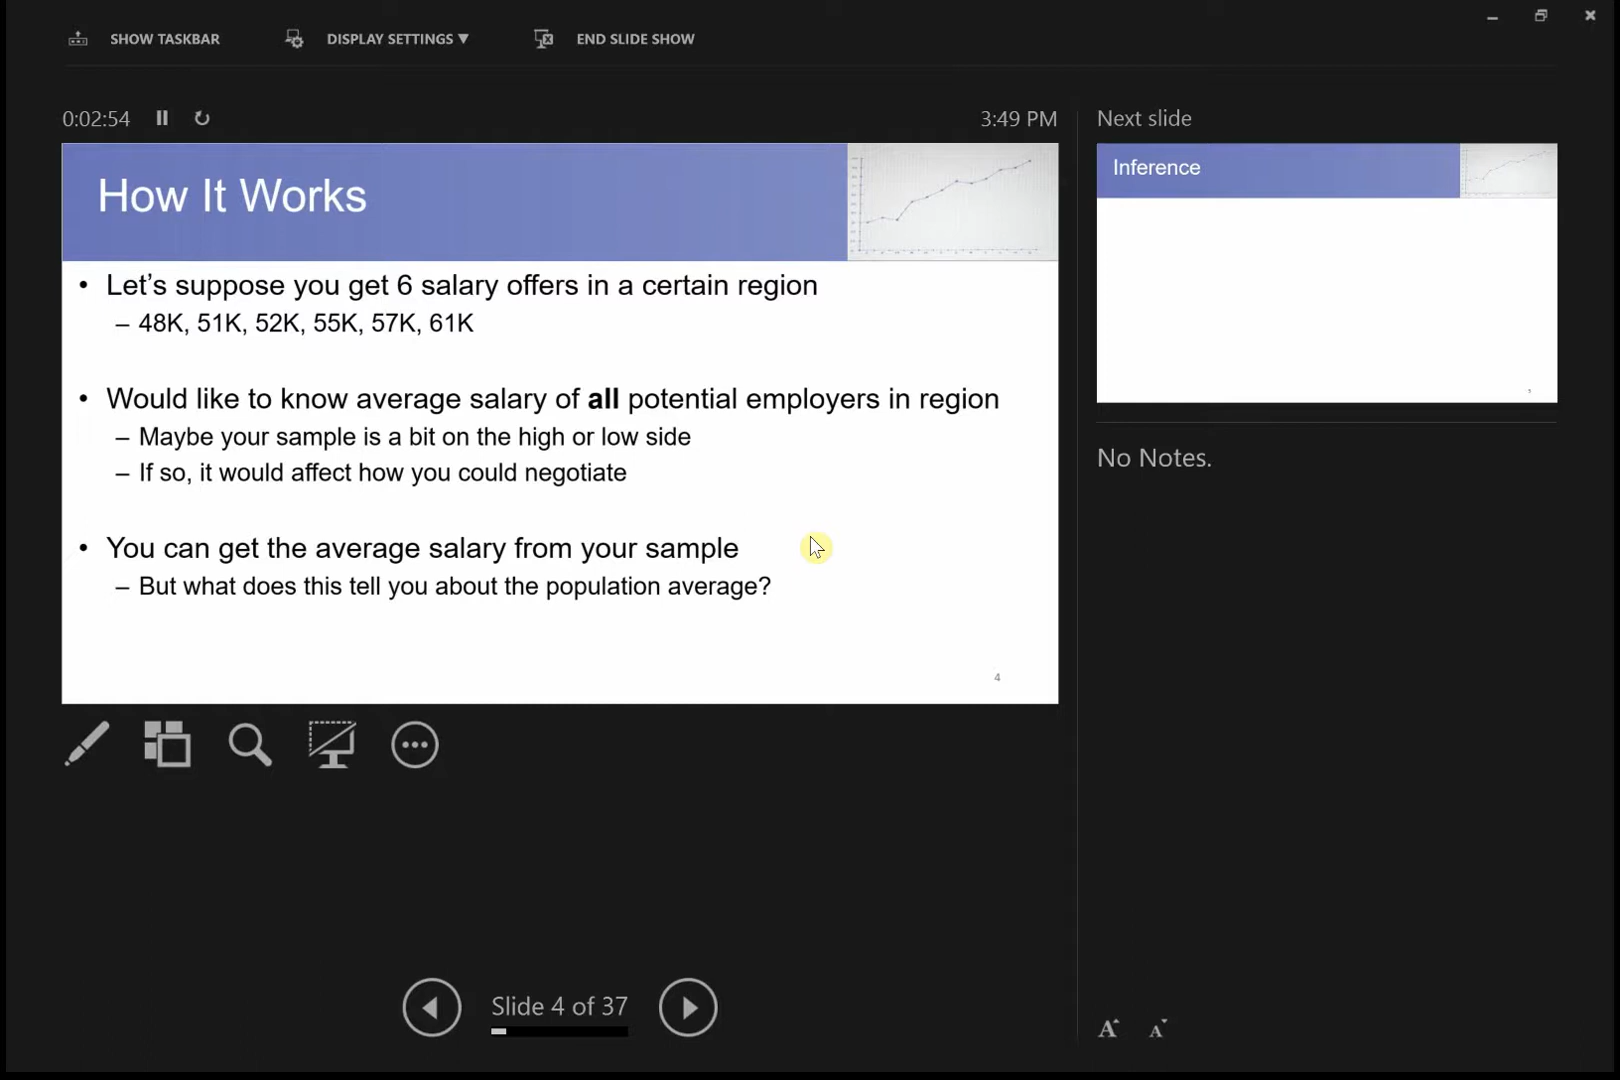 SHOW TASKBAR DISPLAY SETTINGS ▼ END SLIDE SHOW
0:02:54 3:49 PM
How It Works
• Let’s suppose you get 6 salary offers in a certain region
– 48K, 51K, 52K, 55K, 57K, 61K
• Would like to know average salary of all potential employers in region
– Maybe your sample is a bit on the high or low side
– If so, it would affect how you could negotiate
• You can get the average salary from your sample
– But what does this tell you about the population average?
4
Slide 4 of 37
Next slide
Inference
No Notes.
A A